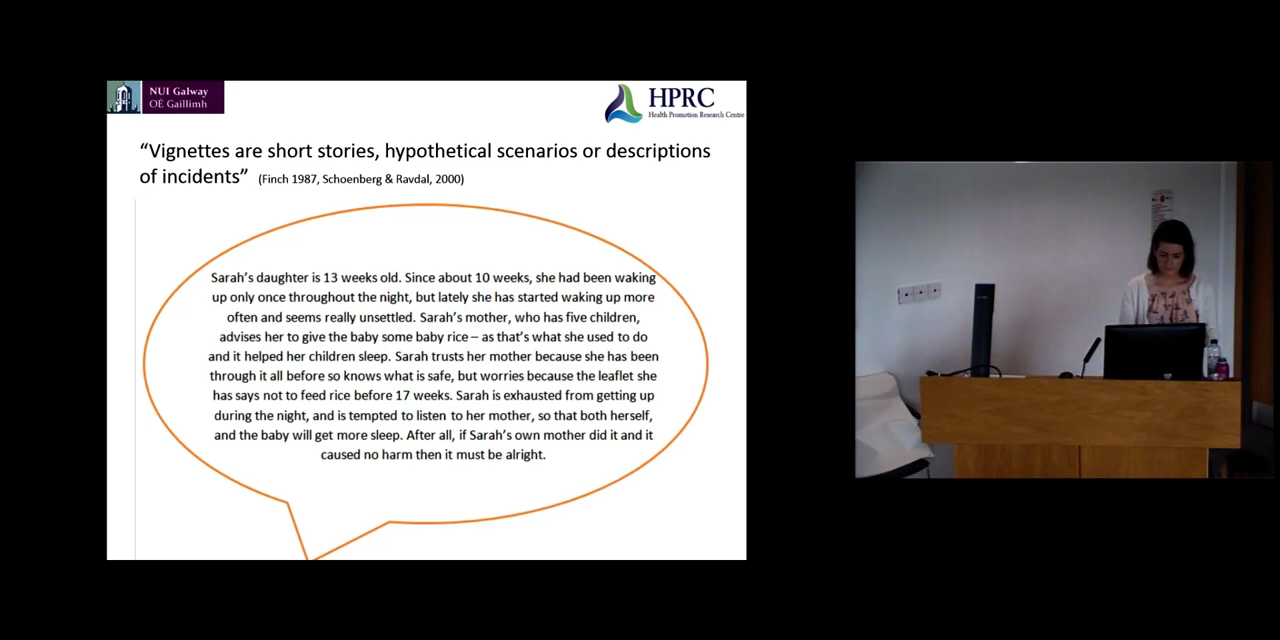 NUI Galway
OÉ Gaillimh
HPRC
Health Promotion Research Centre
“Vignettes are short stories, hypothetical scenarios or descriptions
of incidents” (Finch 1987, Schoenberg & Ravdal, 2000)
Sarah’s daughter is 13 weeks old. Since about 10 weeks, she had been waking
up only once throughout the night, but lately she has started waking up more
often and seems really unsettled. Sarah’s mother, who has five children,
advises her to give the baby some baby rice – as that’s what she used to do
and it helped her children sleep. Sarah trusts her mother because she has been
through it all before so knows what is safe, but worries because the leaflet she
has says not to feed rice before 17 weeks. Sarah is exhausted from getting up
during the night, and is tempted to listen to her mother, so that both herself,
and the baby will get more sleep. After all, if Sarah’s own mother did it and it
caused no harm then it must be alright.